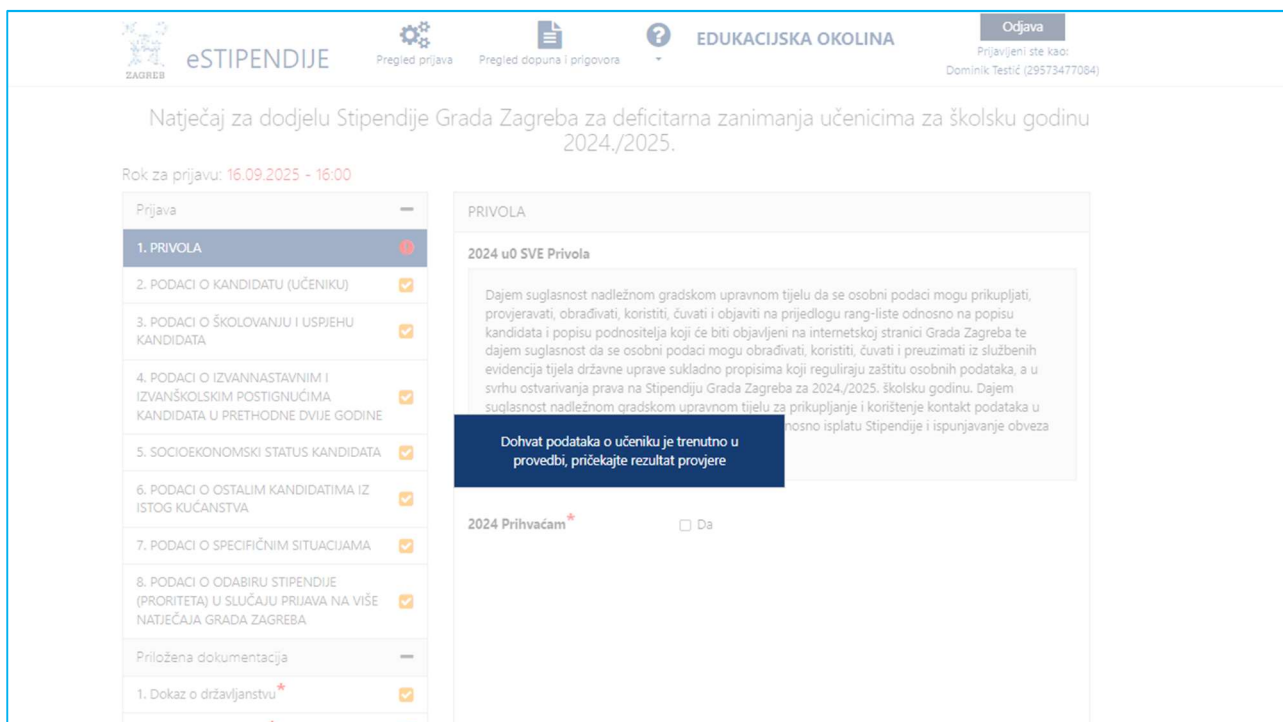 ZAGREB
eSTIPENDIJE
Pregled prijava
Pregled dopuna i prigovora
EDUKACIJSKA OKOLINA
Odjava
Prijavljeni ste kao:
Dominik Testić (29573477084)
Natječaj za dodjelu Stipendije Grada Zagreba za deficitarna zanimanja učenicima za školsku godinu
2024./2025.
Rok za prijavu: 16.09.2025 - 16:00
Prijava
1. PRIVOLA
2. PODACI O KANDIDATU (UČENIKU)
3. PODACI O ŠKOLOVANJU I USPJEHU
KANDIDATA
4. PODACI O IZVANNASTAVNIM I
IZVANŠKOLSKIM POSTIGNUĆIMA
KANDIDATA U PRETHODNE DVIJE GODINE
5. SOCIOEKONOMSKI STATUS KANDIDATA
6. PODACI O OSTALIM KANDIDATIMA IZ
ISTOG KUĆANSTVA
7. PODACI O SPECIFIČNIM SITUACIJAMA
8. PODACI O ODABIRU STIPENDIJE
(PRORITETA) U SLUČAJU PRIJAVA NA VIŠE
NATJEČAJA GRADA ZAGREBA
Priložena dokumentacija
1. Dokaz o državljanstvu*
PRIVOLA
2024 u0 SVE Privola
Dajem suglasnost nadležnom gradskom upravnom tijelu da se osobni podaci mogu prikupljati,
provjeravati, obrađivati, koristiti, čuvati i objaviti na prijedlogu rang-liste odnosno na popisu
kandidata i popisu podnositelja koji će biti objavljeni na internetskoj stranici Grada Zagreba te
dajem suglasnost da se osobni podaci mogu obrađivati, koristiti, čuvati i preuzimati iz službenih
evidencija tijela državne uprave sukladno propisima koji reguliraju zaštitu osobnih podataka, a u
svrhu ostvarivanja prava na Stipendiju Grada Zagreba za 2024./2025. školsku godinu. Dajem
suglasnost nadležnom gradskom upravnom tijelu za prikupljanje i korištenje kontakt podataka u
nosno isplatu Stipendije i ispunjavanje obveza
Dohvat podataka o učeniku je trenutno u
provedbi, pričekajte rezultat provjere
2024 Prihvaćam*
Da